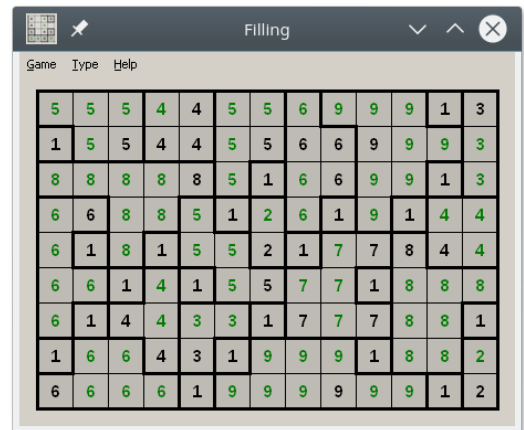 Filling
Game Type Help
5 5 5 4 4 5 5 6 9 9 9 1 3
1 5 5 4 4 5 5 6 6 9 9 9 3
8 8 8 8 8 5 1 6 6 9 9 1 3
6 6 8 8 5 1 2 6 1 9 1 4 4
6 1 8 1 5 5 2 1 7 7 8 4 4
6 6 1 4 1 5 5 7 7 1 8 8 8
6 1 4 4 3 3 1 7 7 7 8 8 1
1 6 6 4 3 1 9 9 9 1 8 8 2
6 6 6 6 1 9 9 9 9 9 9 1 2